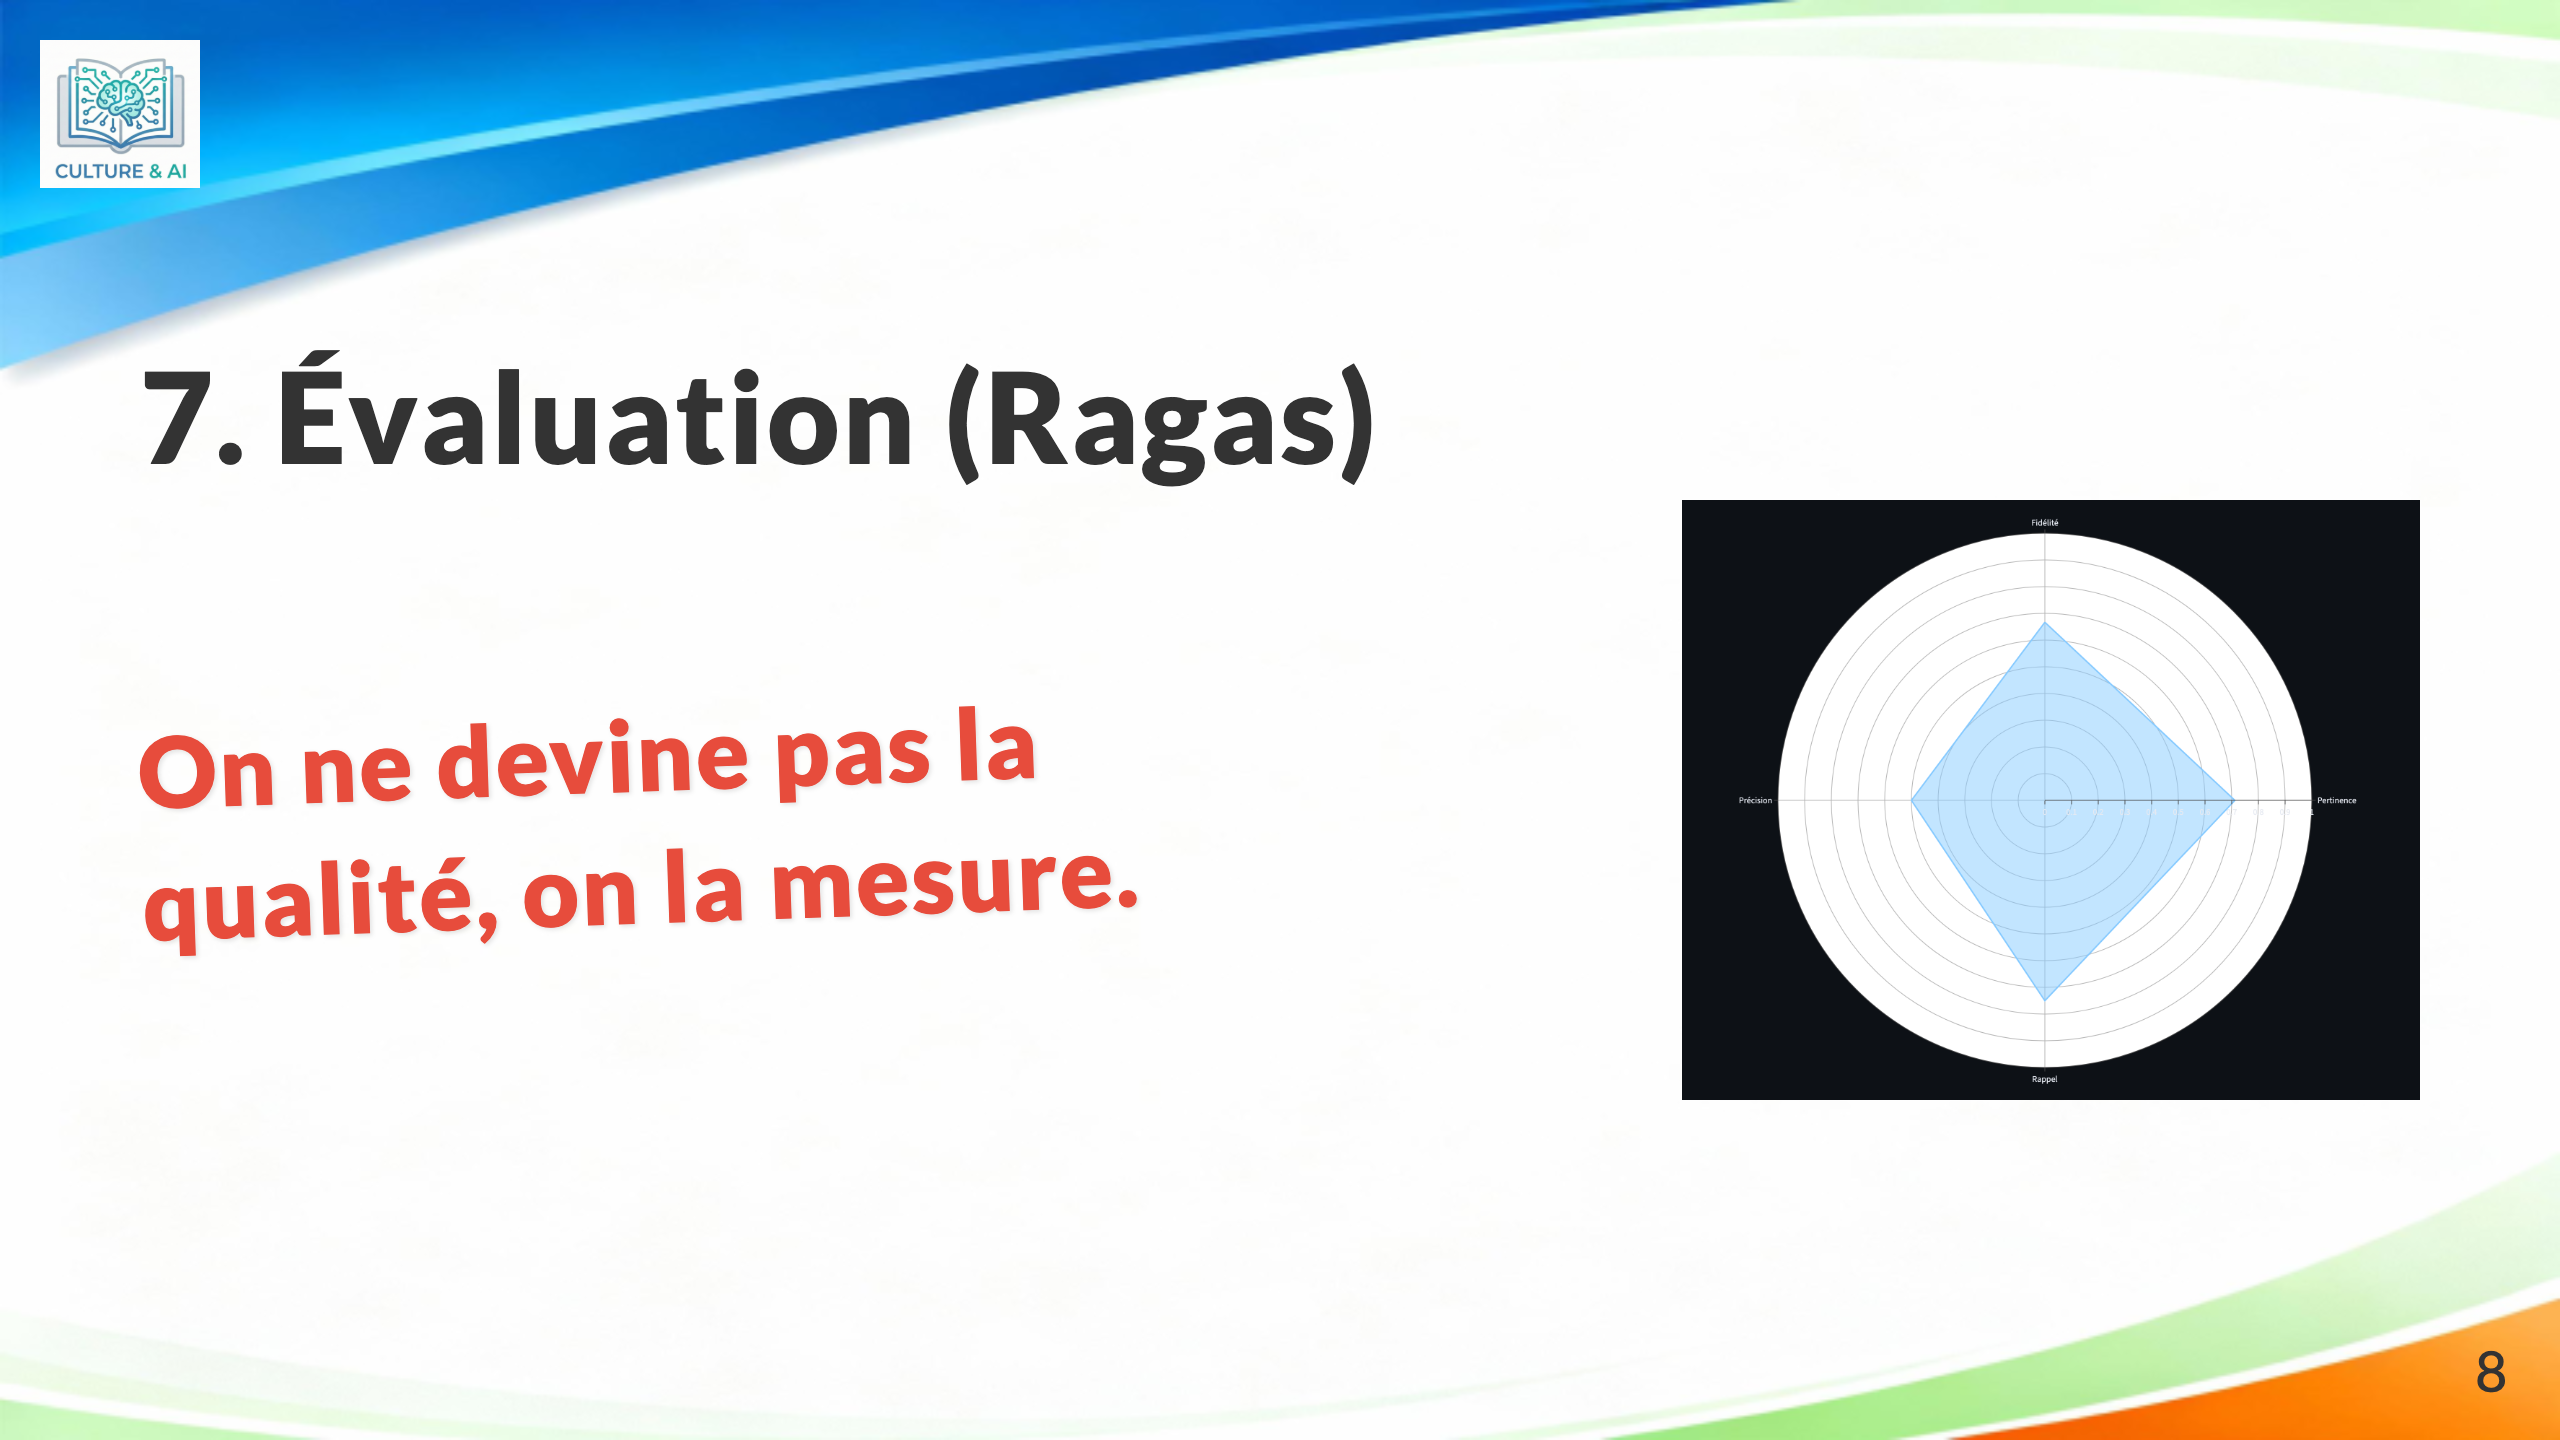 CULTURE & AI
7. Évaluation (Ragas)
On ne devine pas la
qualité, on la mesure.
Fidélité
Précision
Pertinence
Rappel
8